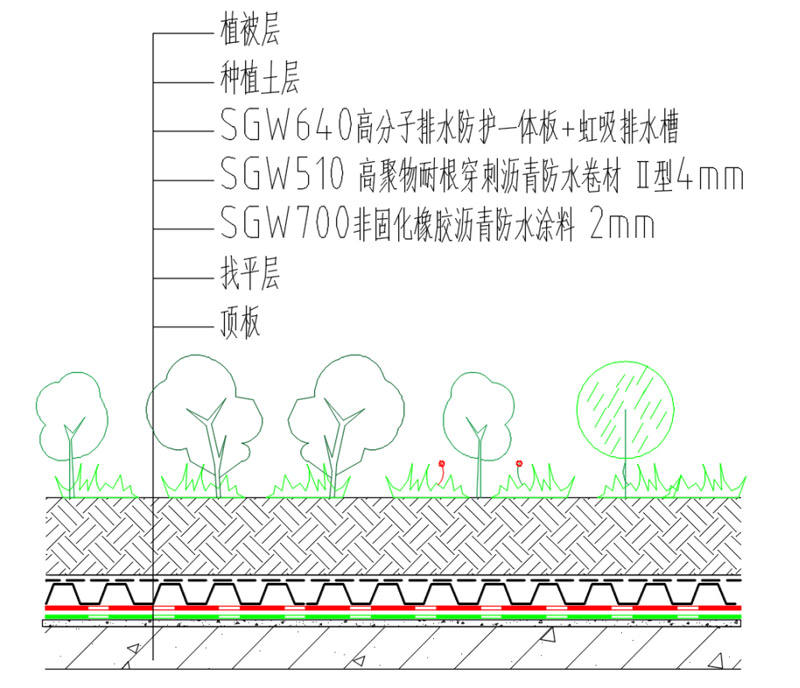 植被层
种植土层
SGW640高分子排水防护一体板+虹吸排水槽
SGW510 高聚物耐根穿刺沥青防水卷材 Ⅱ型4mm
SGW700非固化橡胶沥青防水涂料 2mm
找平层
顶板